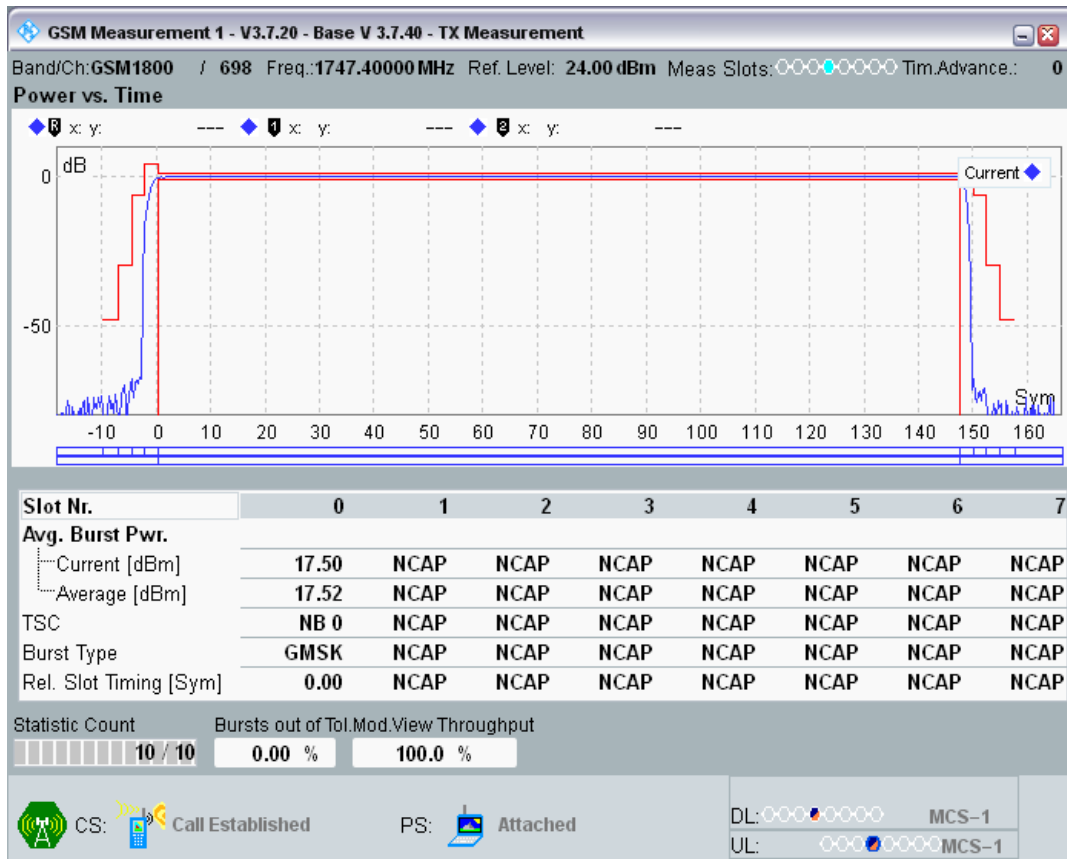 GSM Measurement 1 - V3.7.20 - Base V 3.7.40 - TX Measurement
Band/Ch:GSM1800 / 698 Freq.:1747.40000 MHz Ref. Level: 24.00 dBm Meas Slots: Tim.Advance.: 0
Power vs. Time
R x: y: --- 1 x: y: --- 2 x: y: ---
dB
Current
0
-50
Sym
-10 0 10 20 30 40 50 60 70 80 90 100 110 120 130 140 150 160
Slot Nr. 0 1 2 3 4 5 6 7
Avg. Burst Pwr.
Current [dBm] 17.50 NCAP NCAP NCAP NCAP NCAP NCAP NCAP
Average [dBm] 17.52 NCAP NCAP NCAP NCAP NCAP NCAP NCAP
TSC NB 0 NCAP NCAP NCAP NCAP NCAP NCAP NCAP
Burst Type GMSK NCAP NCAP NCAP NCAP NCAP NCAP NCAP
Rel. Slot Timing [Sym] 0.00 NCAP NCAP NCAP NCAP NCAP NCAP NCAP
Statistic Count Bursts out of Tol.Mod.View Throughput
10 / 10 0.00 % 100.0 %
CS: Call Established PS: Attached
DL: MCS-1
UL: MCS-1